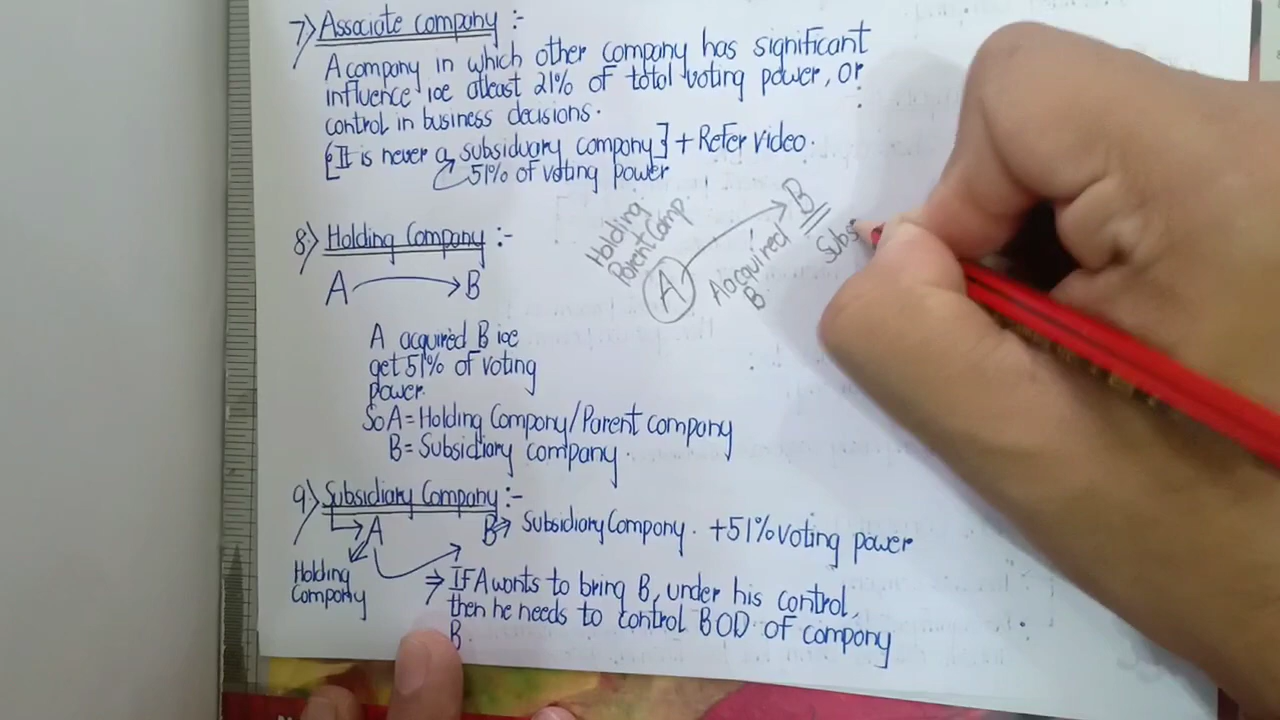 7) Associate company :-
A company in which other company has significant
influence ioe atleast 21% of total voting power, or
control in business decisions.
[It is never a subsiduary company] + Refer video.
51% of voting power
8) Holding Company :-
A B
A acquired B ioe
get 51% of voting
power.
So A = Holding Company/Parent company
B = Subsidiary company.
Holding
Parent Comp.
A
A acquired
B
B
Subs
9) Subsidiary Company :-
A B => Subsidiary Company. +51% voting power
Holding
Company
=> If A wants to bring B, under his control,
then he needs to control BOD of company
B.